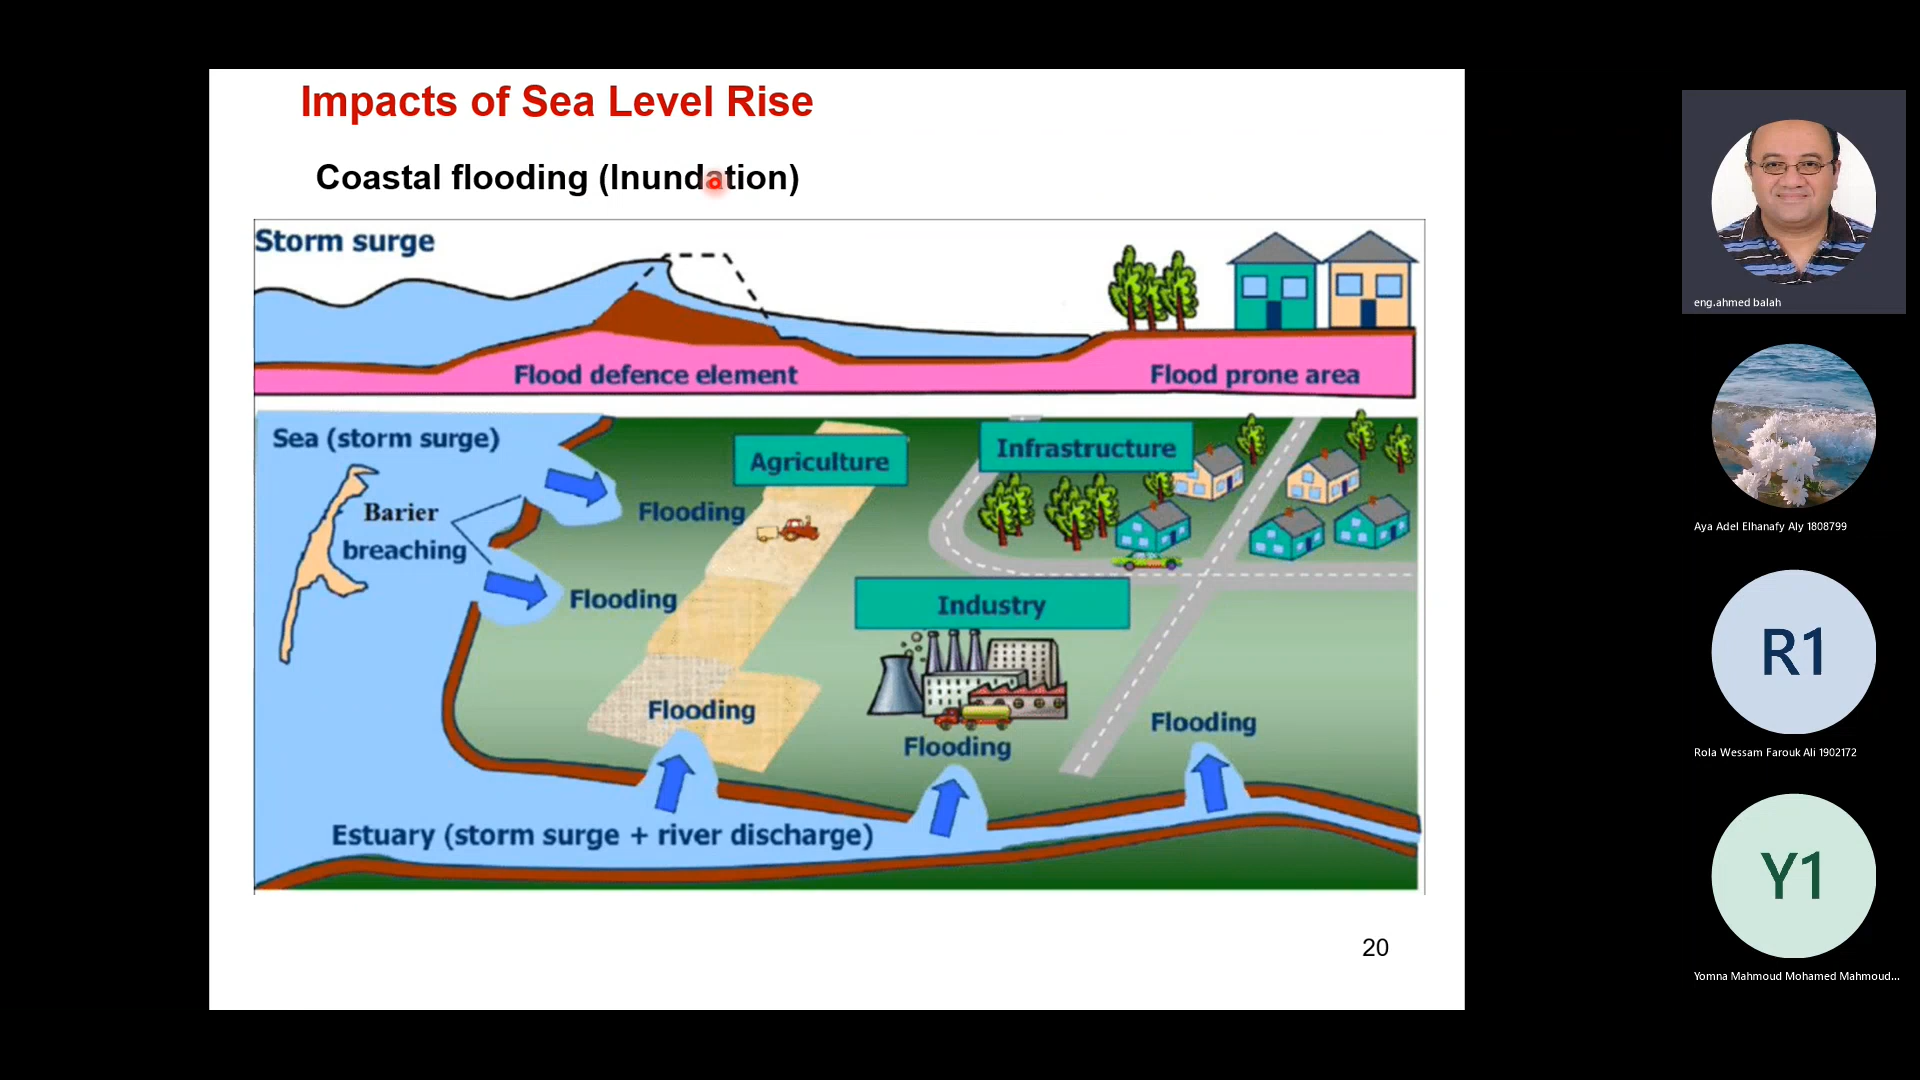 Impacts of Sea Level Rise
Coastal flooding (Inundation)
Storm surge
Flood defence element
Flood prone area
Sea (storm surge)
Barier
breaching
Flooding
Agriculture
Infrastructure
Flooding
Industry
Flooding
Flooding
Flooding
Estuary (storm surge + river discharge)
20
eng.ahmed balah
Aya Adel Elhanafy Aly 1808799
R1
Rola Wessam Farouk Ali 1902172
Y1
Yomna Mahmoud Mohamed Mahmoud...